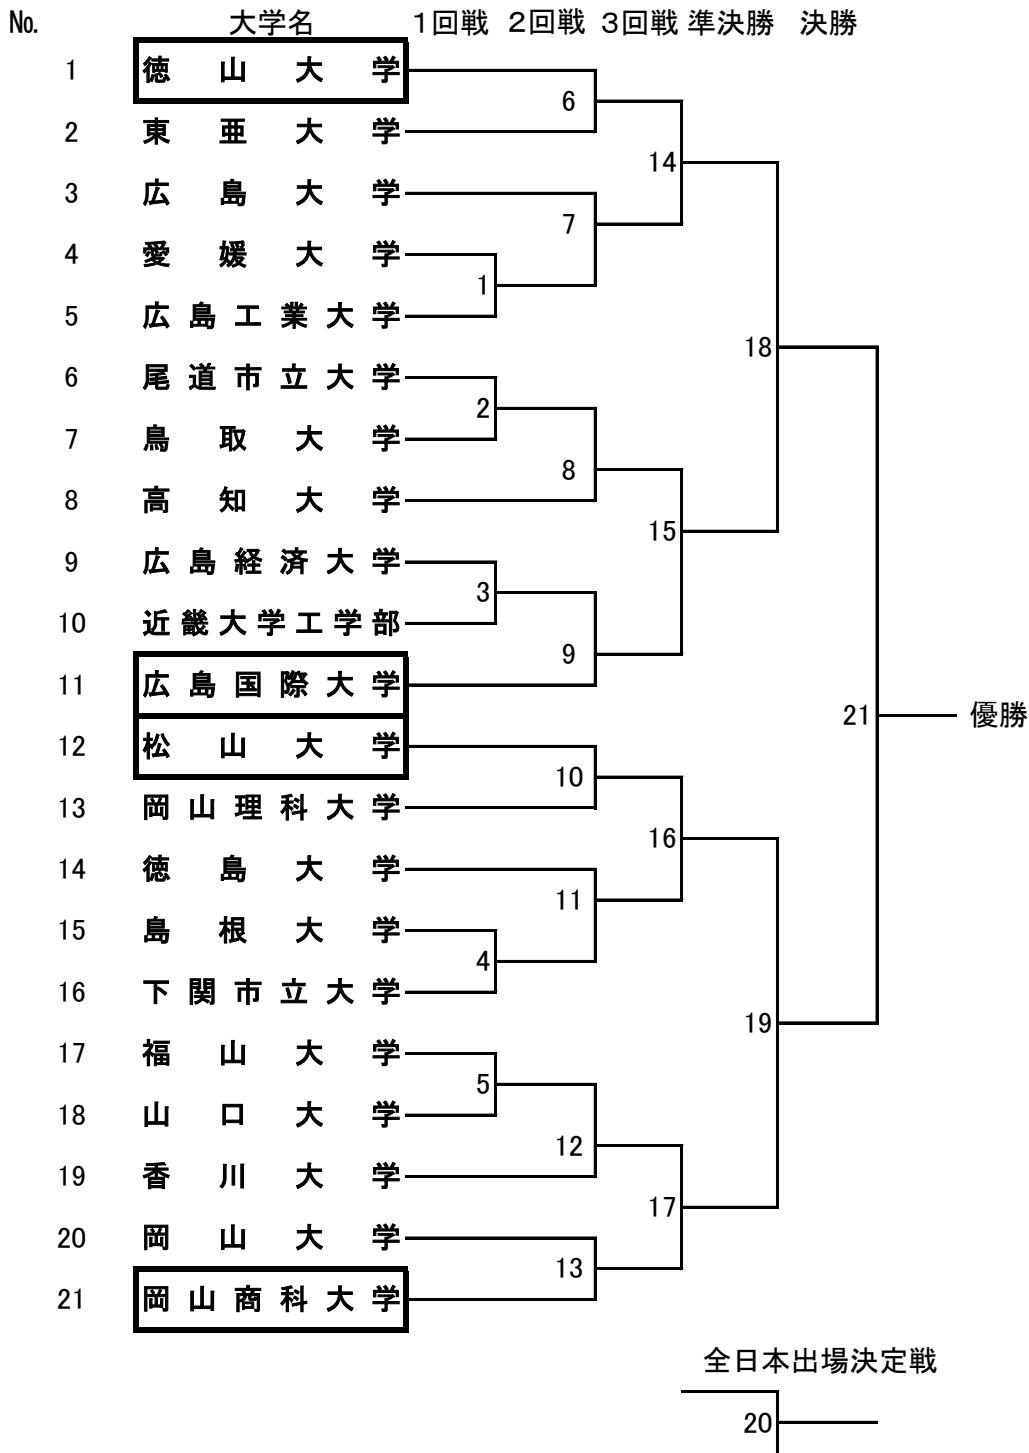 No. 大学名 1回戦 2回戦 3回戦 準決勝 決勝
1 徳山大学
6
2 東亜大学
14
3 広島大学
7
4 愛媛大学
1
5 広島工業大学
18
6 尾道市立大学
2
7 鳥取大学
8
8 高知大学
15
9 広島経済大学
3
10 近畿大学工学部
9
11 広島国際大学
21 優勝
12 松山大学
10
13 岡山理科大学
16
14 徳島大学
11
15 島根大学
4
16 下関市立大学
19
17 福山大学
5
18 山口大学
12
19 香川大学
17
20 岡山大学
13
21 岡山商科大学
全日本出場決定戦
20